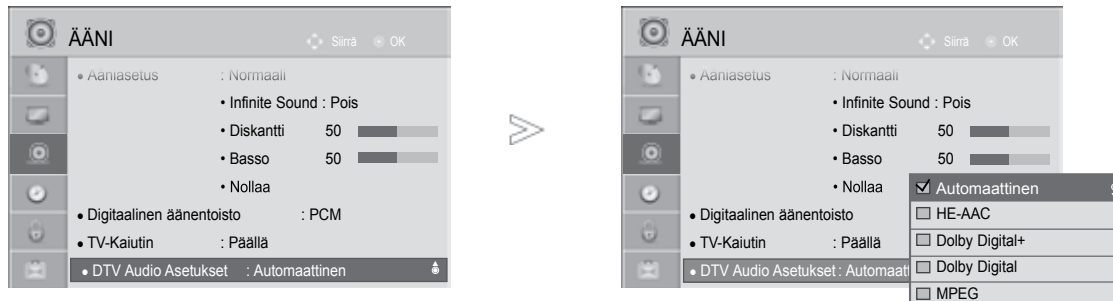 ÄÄNI
Siirrä OK
• Ääniasetus : Normaali
• Infinite Sound : Pois
• Diskantti 50
• Basso 50
• Nollaa
• Digitaalinen äänentoisto : PCM
• TV-Kaiutin : Päällä
• DTV Audio Asetukset : Automaattinen
ÄÄNI
Siirrä OK
• Ääniasetus : Normaali
• Infinite Sound : Pois
• Diskantti 50
• Basso 50
• Nollaa
• Digitaalinen äänentoisto
• TV-Kaiutin : Päällä
• DTV Audio Asetukset : Automaat
Automaattinen
HE-AAC
Dolby Digital+
Dolby Digital
MPEG